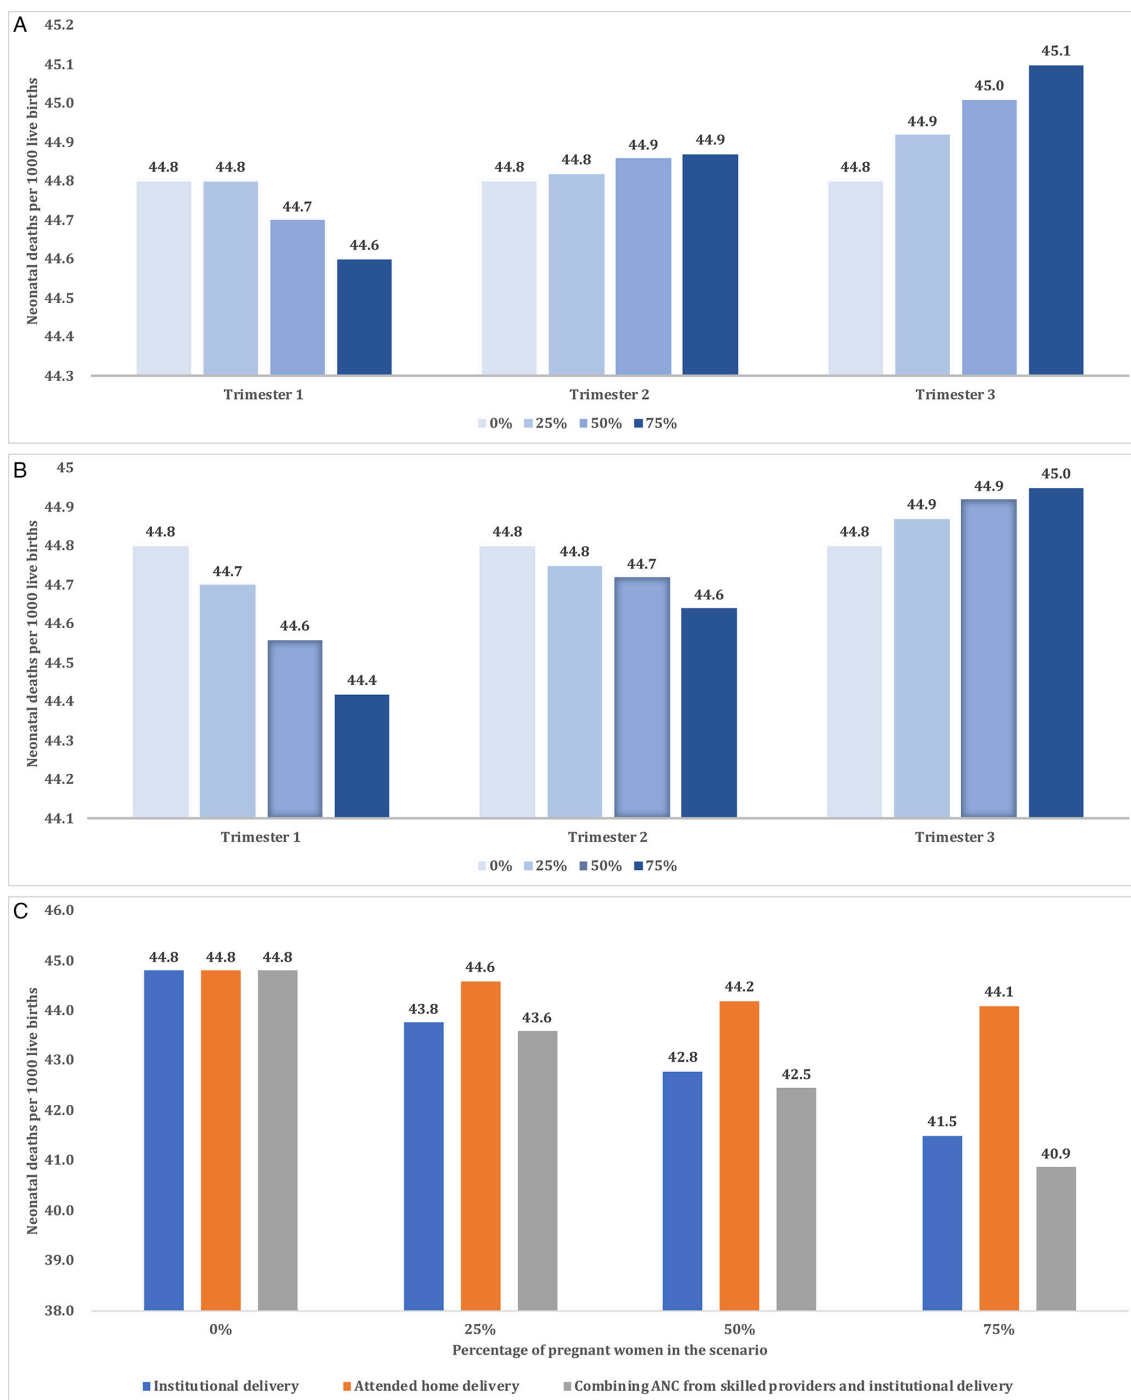 A
Neonatal deaths per 1000 live births
45.2
45.1
45.0
44.9
44.8
44.7
44.6
44.5
44.4
44.3
44.8 44.8 44.7 44.6
44.8 44.8 44.9 44.9
44.8 44.9 45.0 45.1
Trimester 1 Trimester 2 Trimester 3
0% 25% 50% 75%
B
Neonatal deaths per 1000 live births
45
44.9
44.8
44.7
44.6
44.5
44.4
44.3
44.2
44.1
44.8 44.7 44.6 44.4
44.8 44.8 44.7 44.6
44.8 44.9 44.9 45.0
Trimester 1 Trimester 2 Trimester 3
0% 25% 50% 75%
C
Neonatal deaths per 1000 live births
46.0
45.0
44.0
43.0
42.0
41.0
40.0
39.0
38.0
44.8 44.8 44.8
43.8 44.6 43.6
42.8 44.2 42.5
41.5 44.1 40.9
0% 25% 50% 75%
Percentage of pregnant women in the scenario
Institutional delivery Attended home delivery Combining ANC from skilled providers and institutional delivery